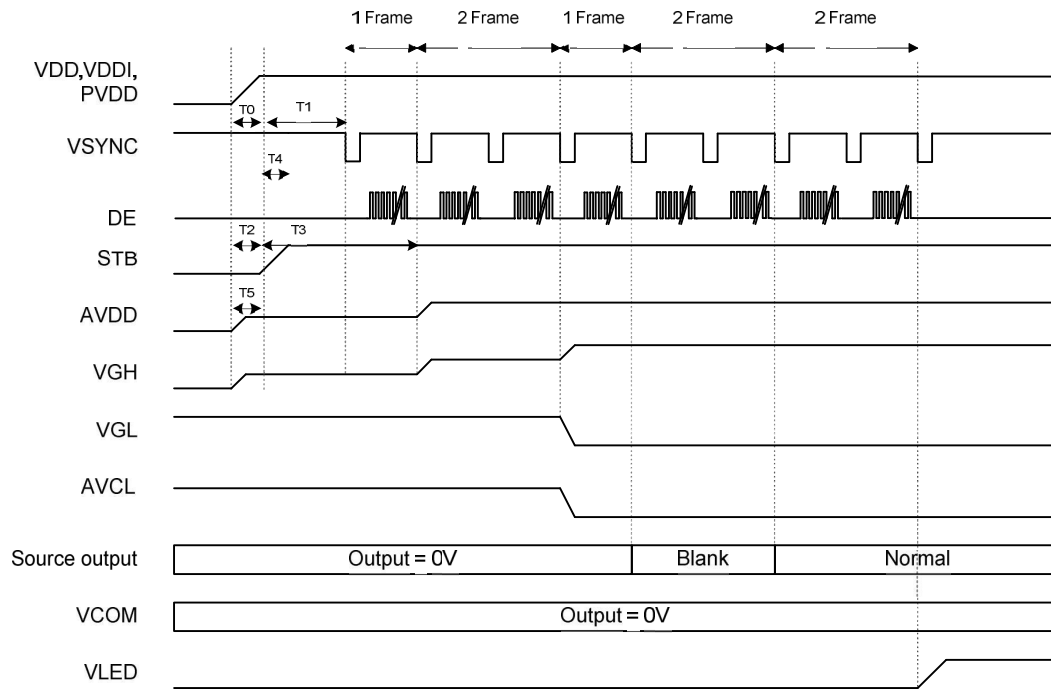 1 Frame 2 Frame 1 Frame 2 Frame 2 Frame
VDD,VDDI,
PVDD
T0 T1
VSYNC
T4
DE
T2 T3
STB
T5
AVDD
VGH
VGL
AVCL
Source output Output = 0V Blank Normal
VCOM Output = 0V
VLED